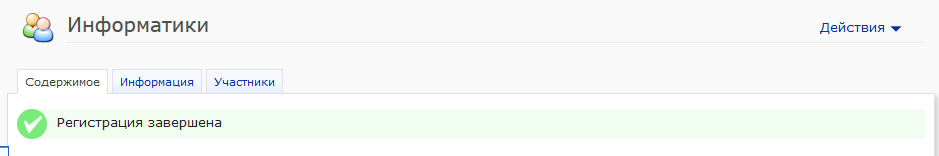 Информатики
Действия
Содержимое Информация Участники
Регистрация завершена